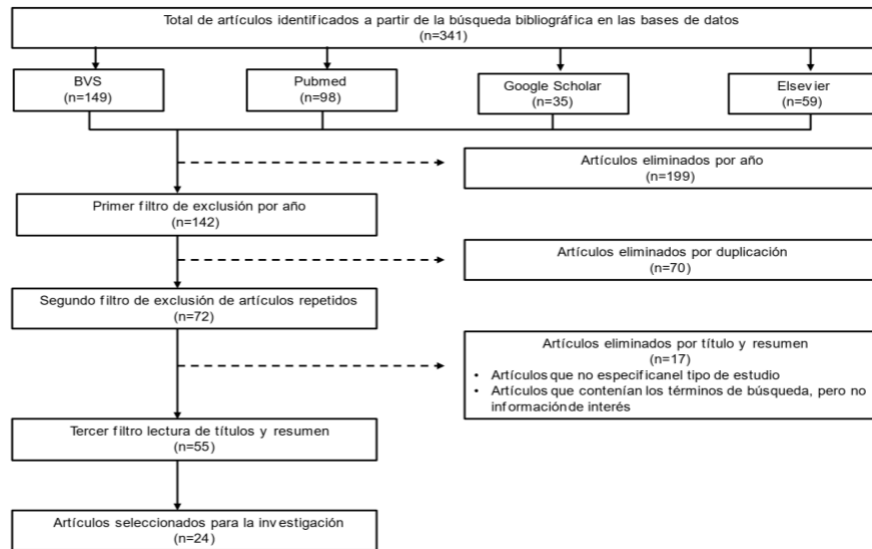 Total de artículos identificados a partir de la búsqueda bibliográfica en las bases de datos
(n=341)
BVS
(n=149)
Pubmed
(n=98)
Google Scholar
(n=35)
Elsevier
(n=59)
Artículos eliminados por año
(n=199)
Primer filtro de exclusión por año
(n=142)
Artículos eliminados por duplicación
(n=70)
Segundo filtro de exclusión de artículos repetidos
(n=72)
Artículos eliminados por título y resumen
(n=17)
• Artículos que no especificanel tipo de estudio
• Artículos que contenían los términos de búsqueda, pero no
informaciónde interés
Tercer filtro lectura de títulos y resumen
(n=55)
Artículos seleccionados para la investigación
(n=24)